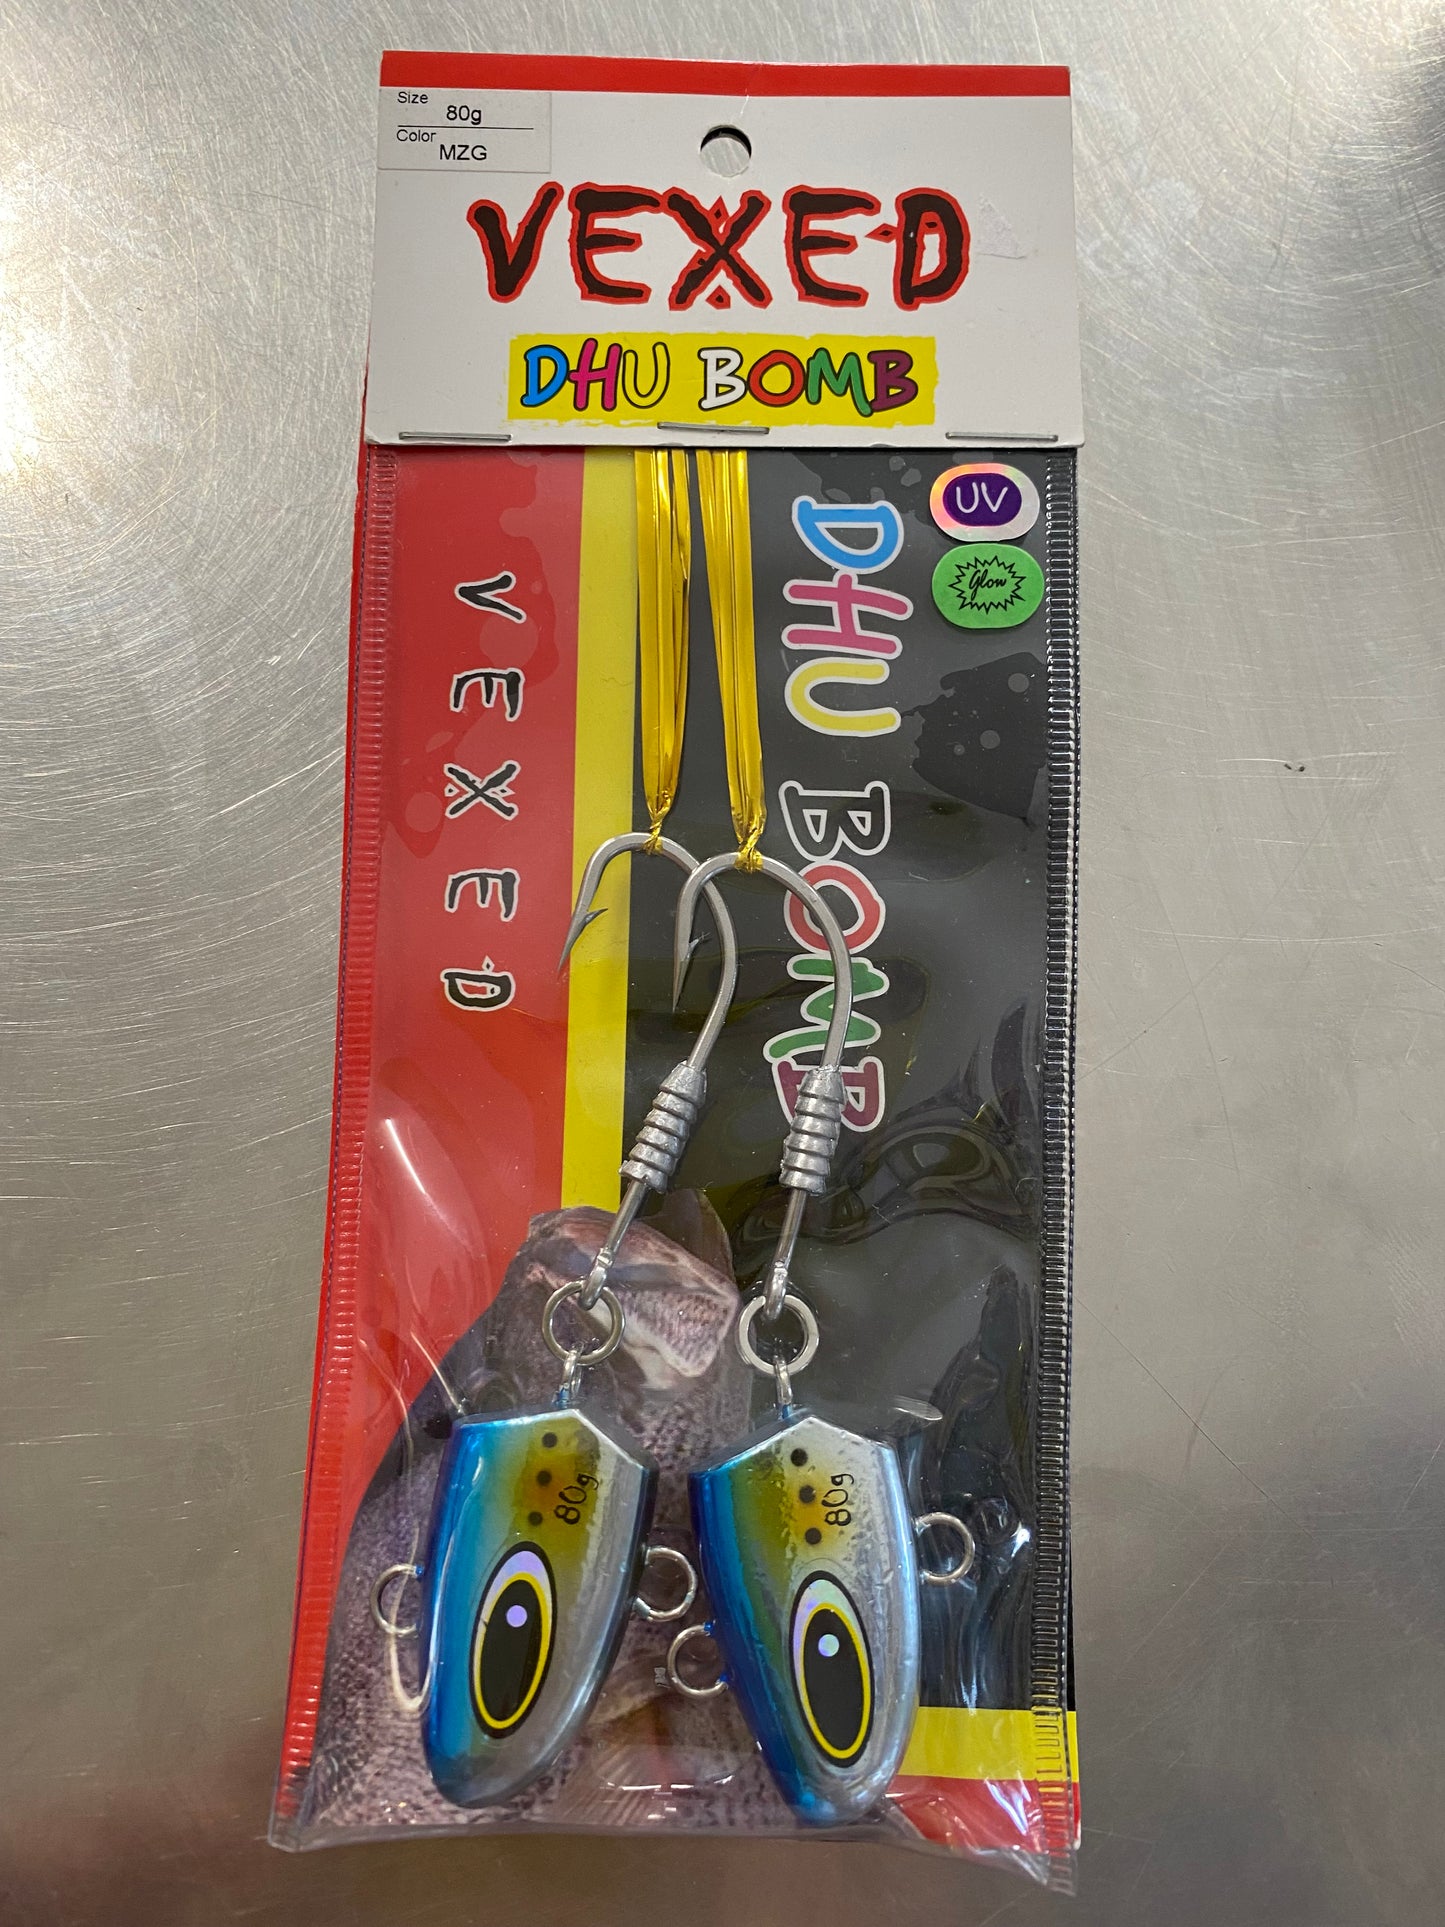 Size 80g
Color MZG
VEXED
DHU BOMB
UV
Glow
VEXED
DHU BOMB
80g
80g